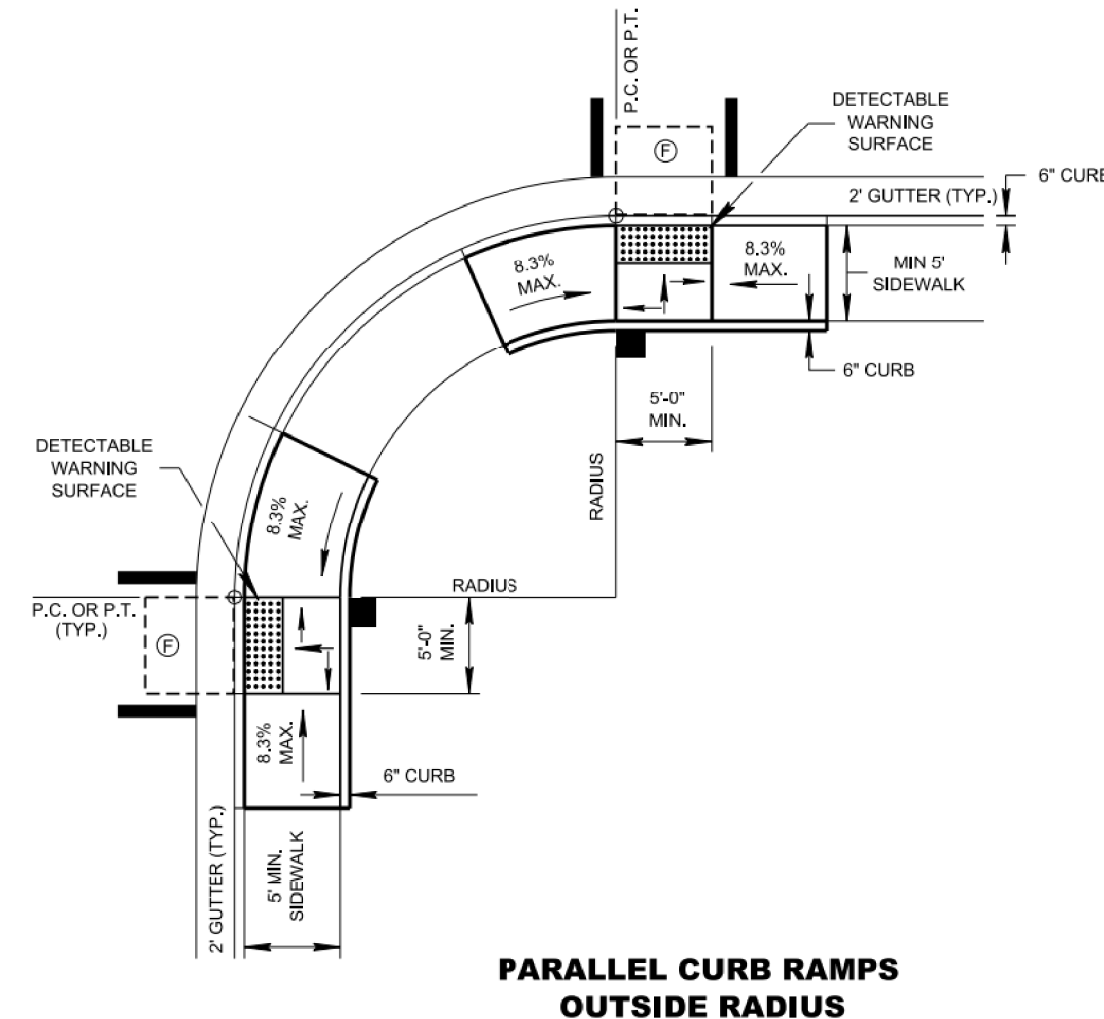 P.C. OR P.T.
DETECTABLE
WARNING
SURFACE
F
6" CURB
2' GUTTER (TYP.)
8.3%
MAX.
8.3%
MAX.
MIN 5'
SIDEWALK
6" CURB
5'-0"
MIN.
RADIUS
DETECTABLE
WARNING
SURFACE
8.3%
MAX.
RADIUS
P.C. OR P.T.
(TYP.)
F
5'-0"
MIN.
8.3%
MAX.
6" CURB
2' GUTTER (TYP.)
5' MIN.
SIDEWALK
PARALLEL CURB RAMPS
OUTSIDE RADIUS